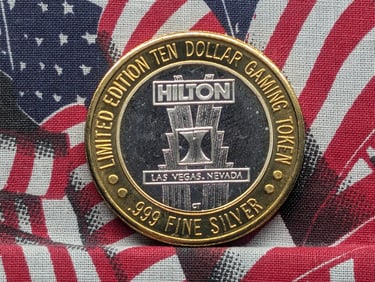 LIMITED EDITION TEN DOLLAR GAMING TOKEN
HILTON
LAS VEGAS, NEVADA
.999 FINE SILVER